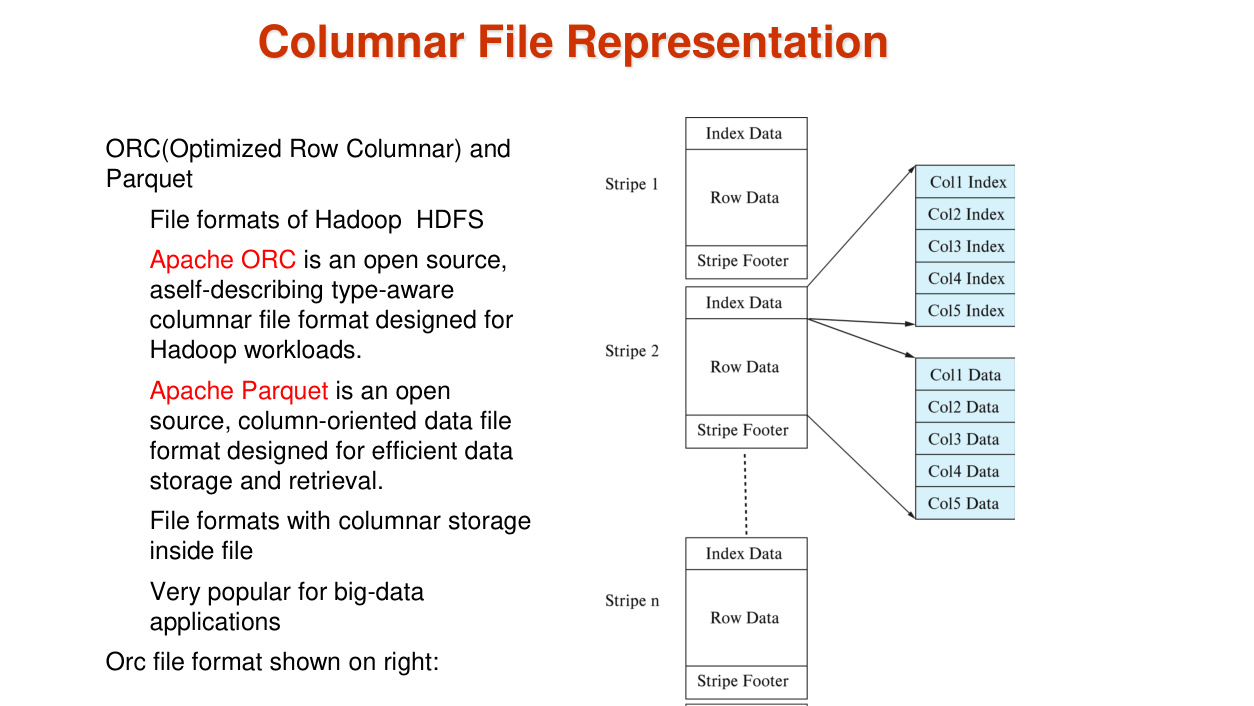 Columnar File Representation
ORC(Optimized Row Columnar) and
Parquet
File formats of Hadoop  HDFS
Apache ORC is an open source,
aself-describing type-aware
columnar file format designed for
Hadoop workloads.
Apache Parquet is an open
source, column-oriented data file
format designed for efficient data
storage and retrieval.
File formats with columnar storage
inside file
Very popular for big-data
applications
Orc file format shown on right:
Stripe 1
Index Data
Row Data
Stripe Footer
Stripe 2
Index Data
Row Data
Stripe Footer
Stripe n
Index Data
Row Data
Stripe Footer
Col1 Index
Col2 Index
Col3 Index
Col4 Index
Col5 Index
Col1 Data
Col2 Data
Col3 Data
Col4 Data
Col5 Data